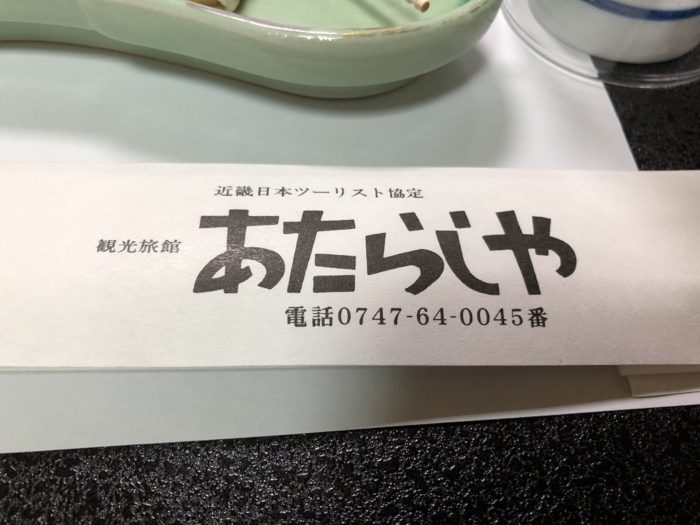 近畿日本ツーリスト協定
観光旅館 あたらしや
電話0747-64-0045番